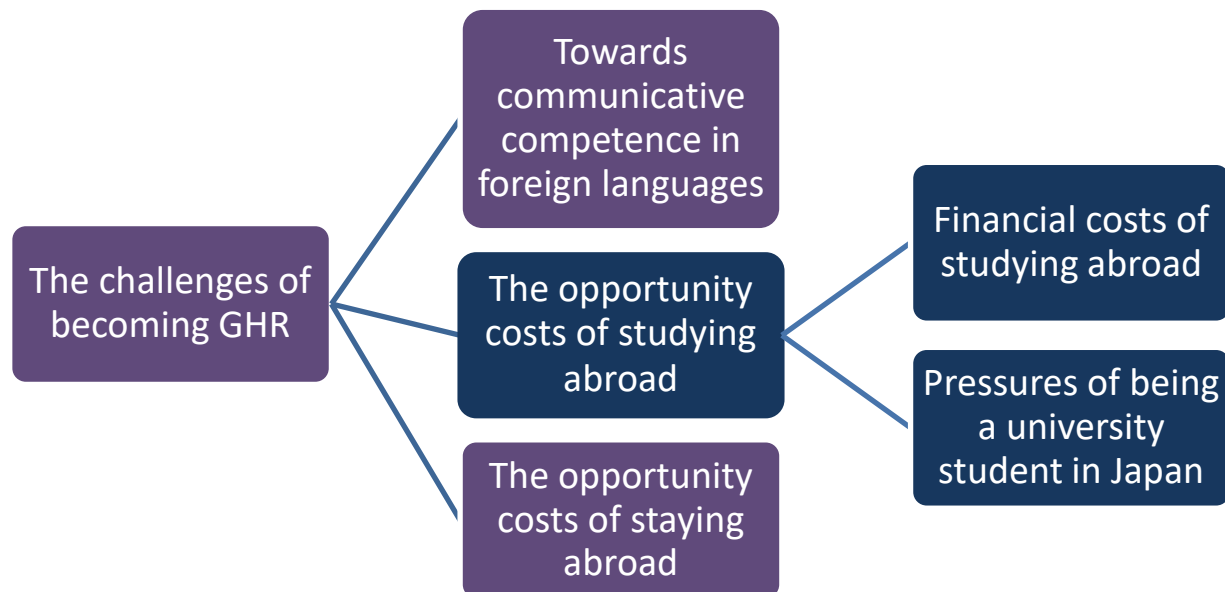 The challenges of
becoming GHR
Towards
communicative
competence in
foreign languages
The opportunity
costs of studying
abroad
The opportunity
costs of staying
abroad
Financial costs of
studying abroad
Pressures of being
a university
student in Japan